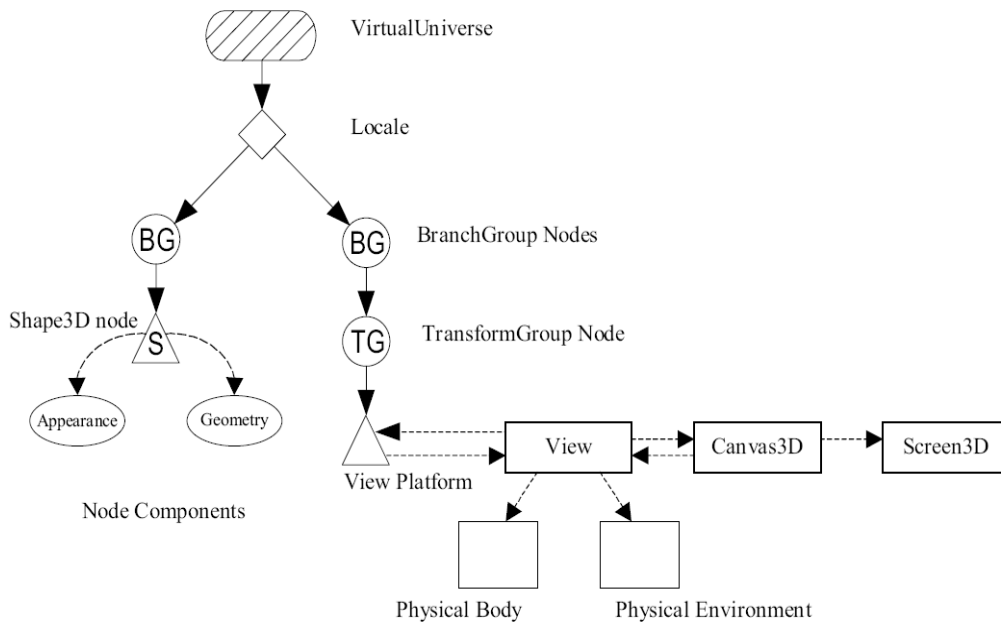 VirtualUniverse
Locale
BG
BG
BranchGroup Nodes
Shape3D node
S
TG
TransformGroup Node
Appearance
Geometry
View
Canvas3D
Screen3D
View Platform
Node Components
Physical Body
Physical Environment